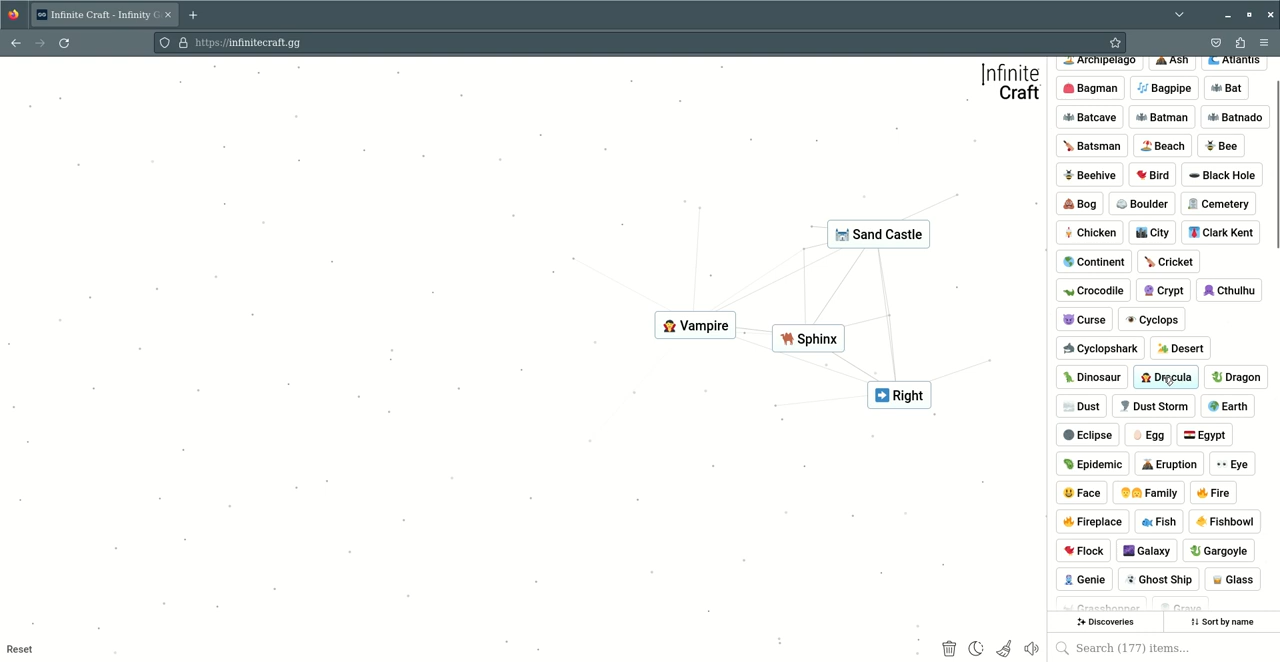 Infinite Craft - Infinity G
https://infinitecraft.gg
Infinite
Craft
Sand Castle
Vampire
Sphinx
Right
Archipelago Ash Atlantis
Bagman Bagpipe Bat
Batcave Batman Batnado
Batsman Beach Bee
Beehive Bird Black Hole
Bog Boulder Cemetery
Chicken City Clark Kent
Continent Cricket
Crocodile Crypt Cthulhu
Curse Cyclops
Cyclopshark Desert
Dinosaur Dracula Dragon
Dust Dust Storm Earth
Eclipse Egg Egypt
Epidemic Eruption Eye
Face Family Fire
Fireplace Fish Fishbowl
Flock Galaxy Gargoyle
Genie Ghost Ship Glass
Grasshopper Grave
Discoveries Sort by name
Reset
Search (177) items...